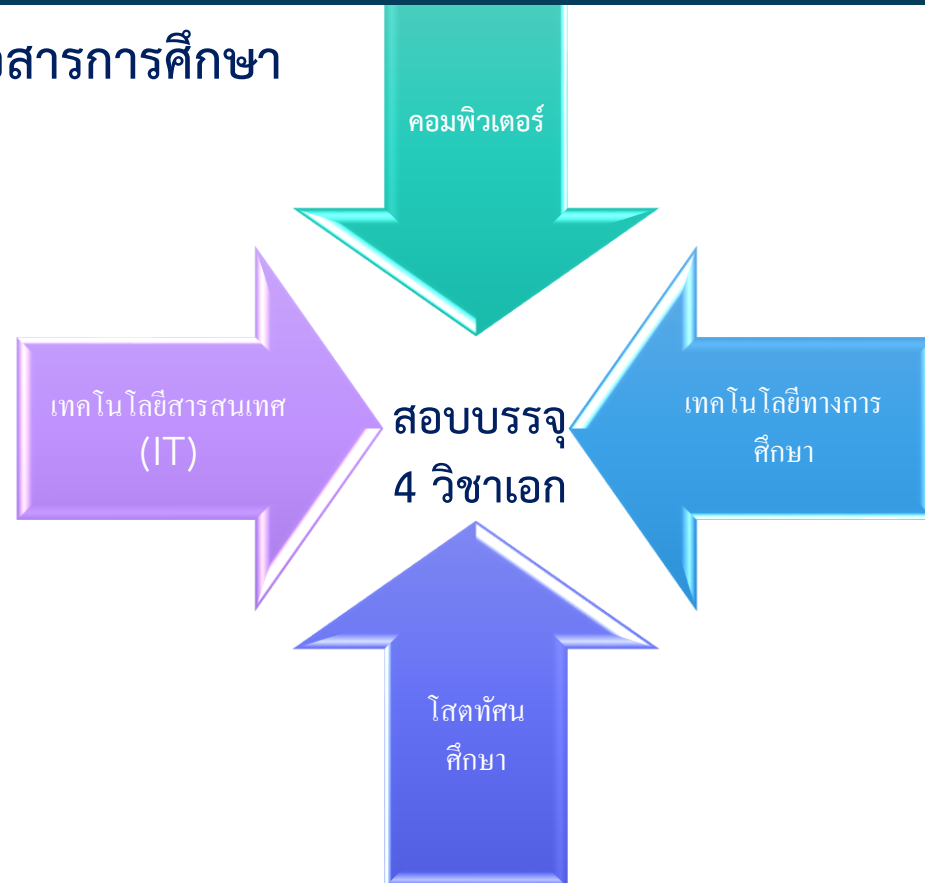 สารการศึกษา
คอมพิวเตอร์
เทคโนโลยีสารสนเทศ
(IT)
สอบบรรจุ
4 วิชาเอก
เทคโนโลยีทางการ
ศึกษา
โสตทัศน
ศึกษา